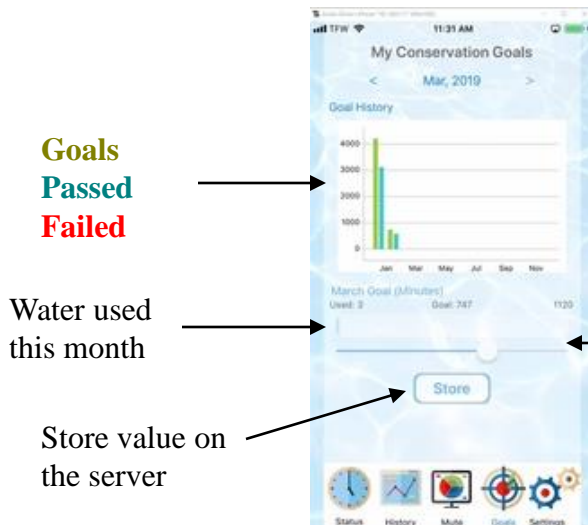 TFW 11:31 AM
My Conservation Goals
< Mar, 2019 >
Goal History
Goals
Passed
Failed
4000
3000
2000
1000
0
Jan Mar May Jul Sep Nov
March Goal (Minutes)
Used: 3 Goal: 747 1120
Water used
this month
Store
Store value on
the server
Status History Mute Goals Settings